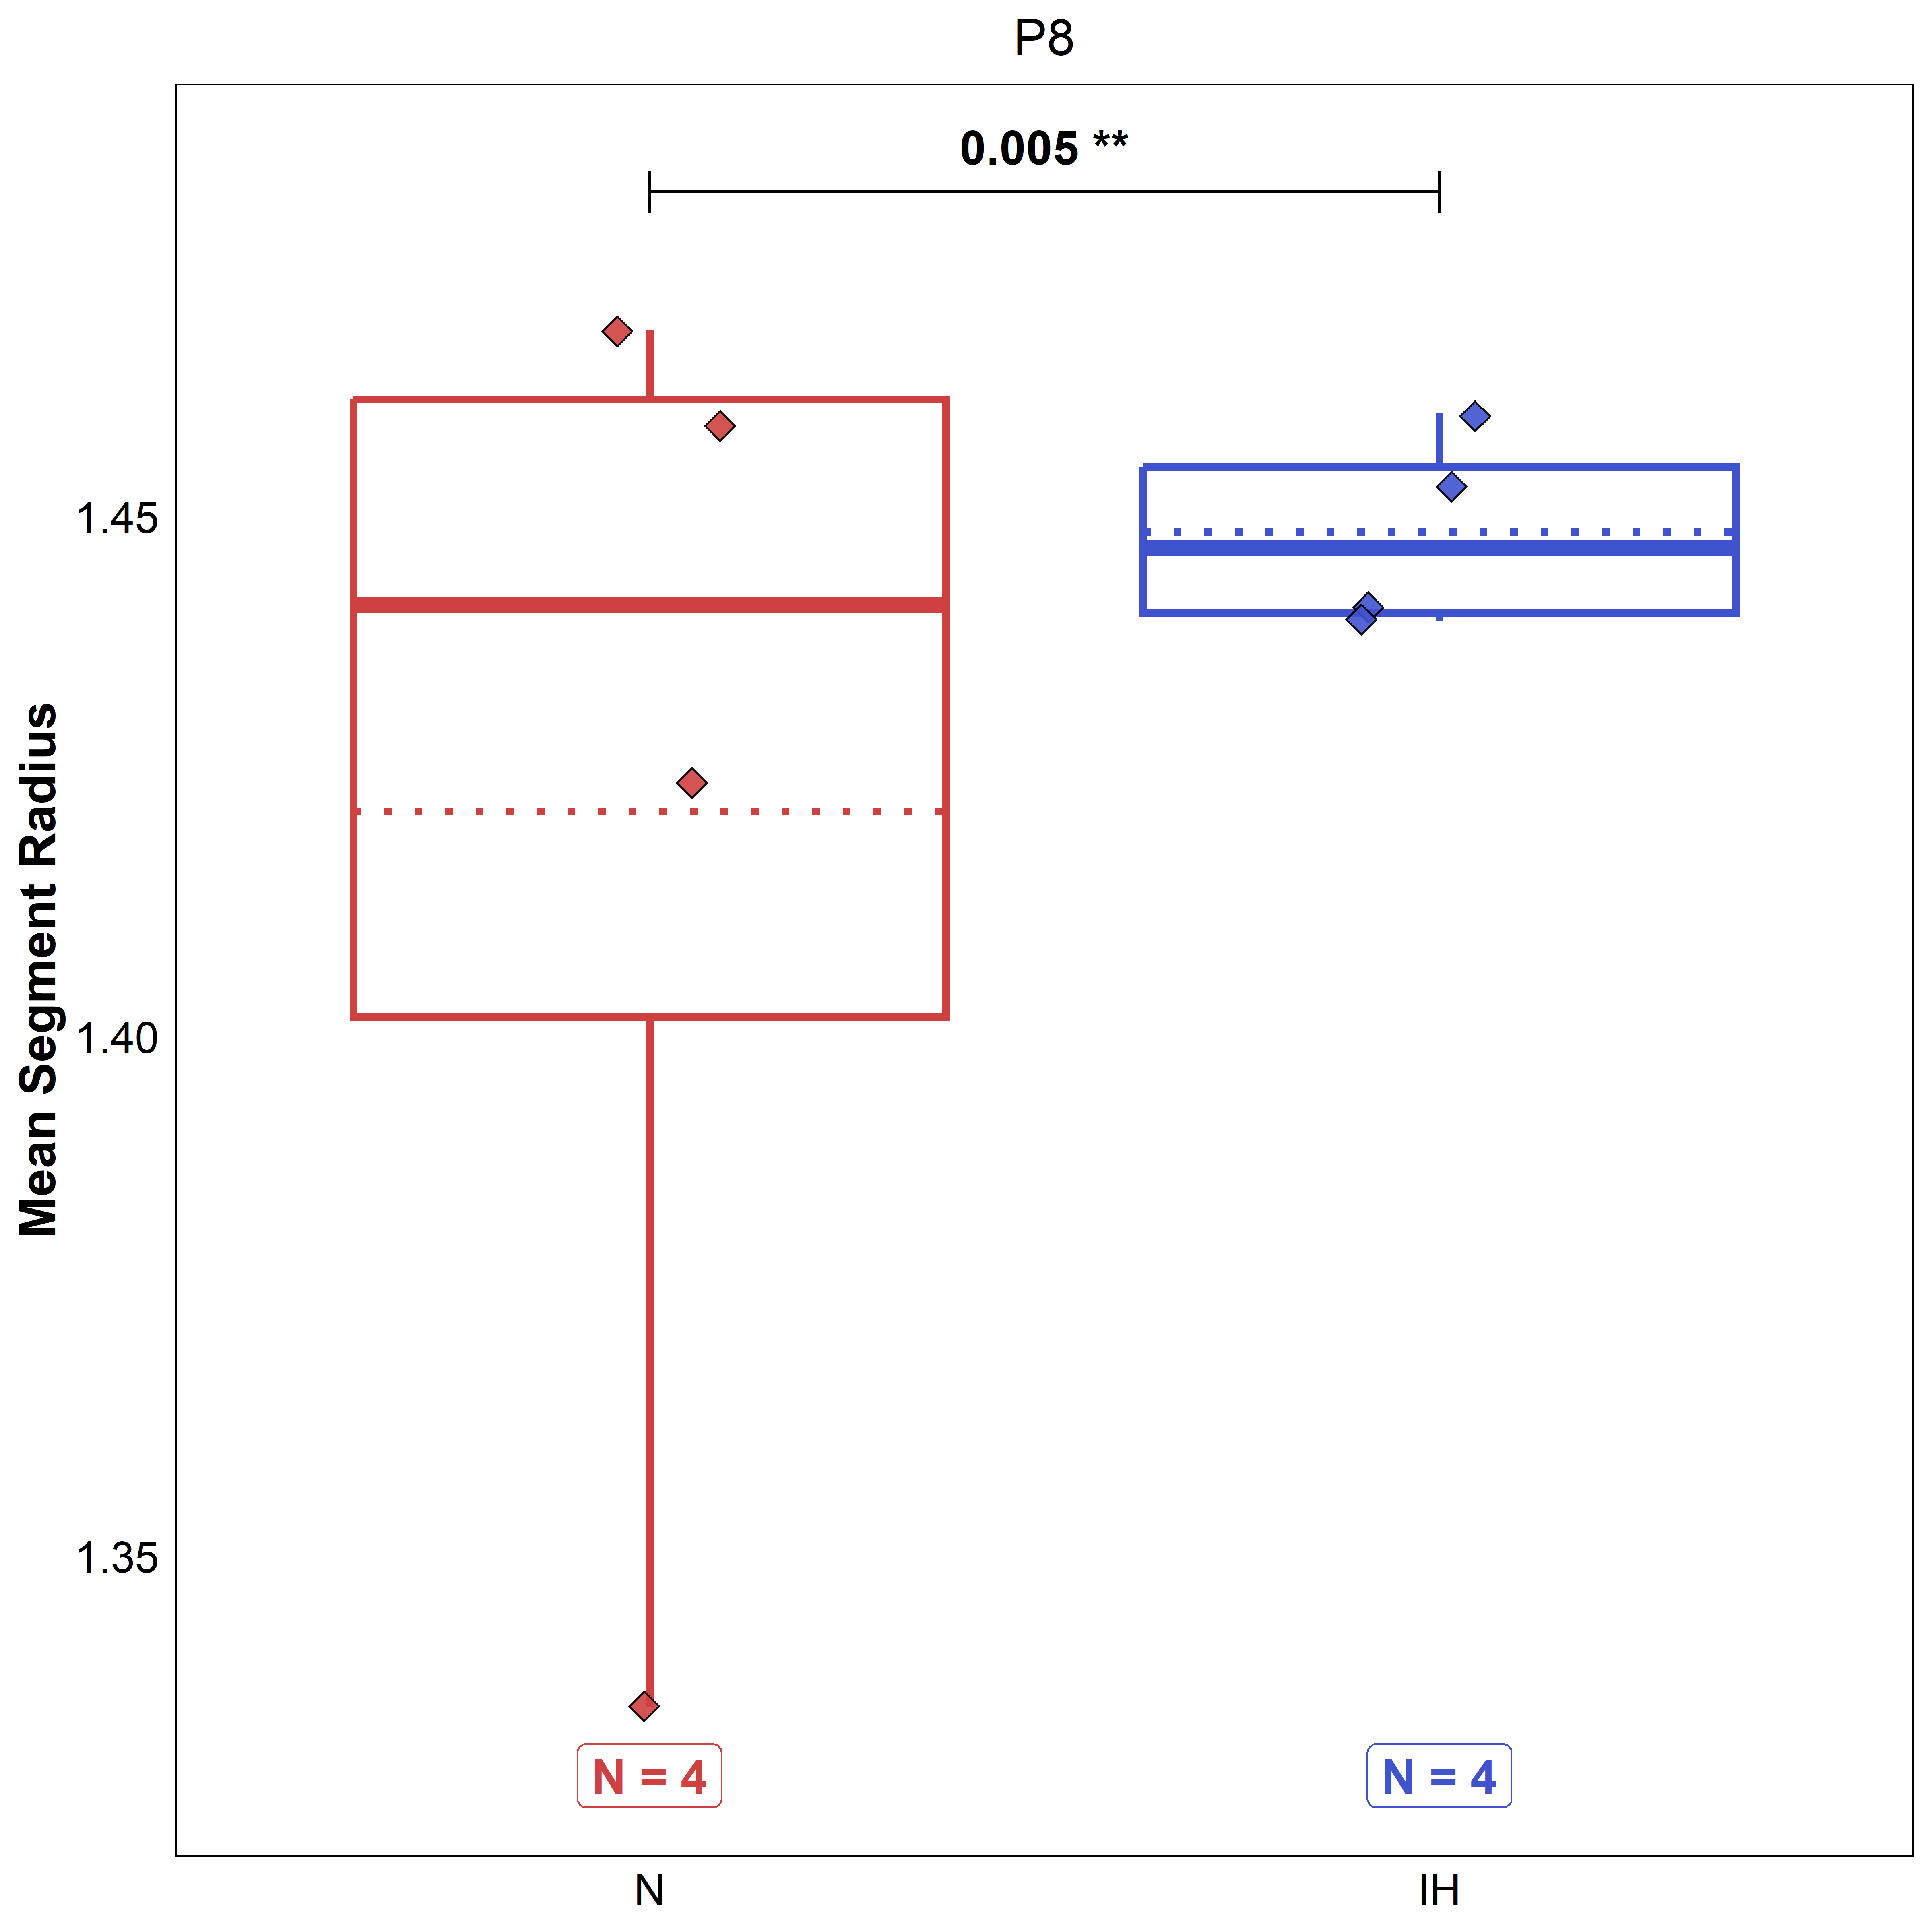 P8
0.005 **
Mean Segment Radius
1.45
1.40
1.35
N = 4
N = 4
N
IH